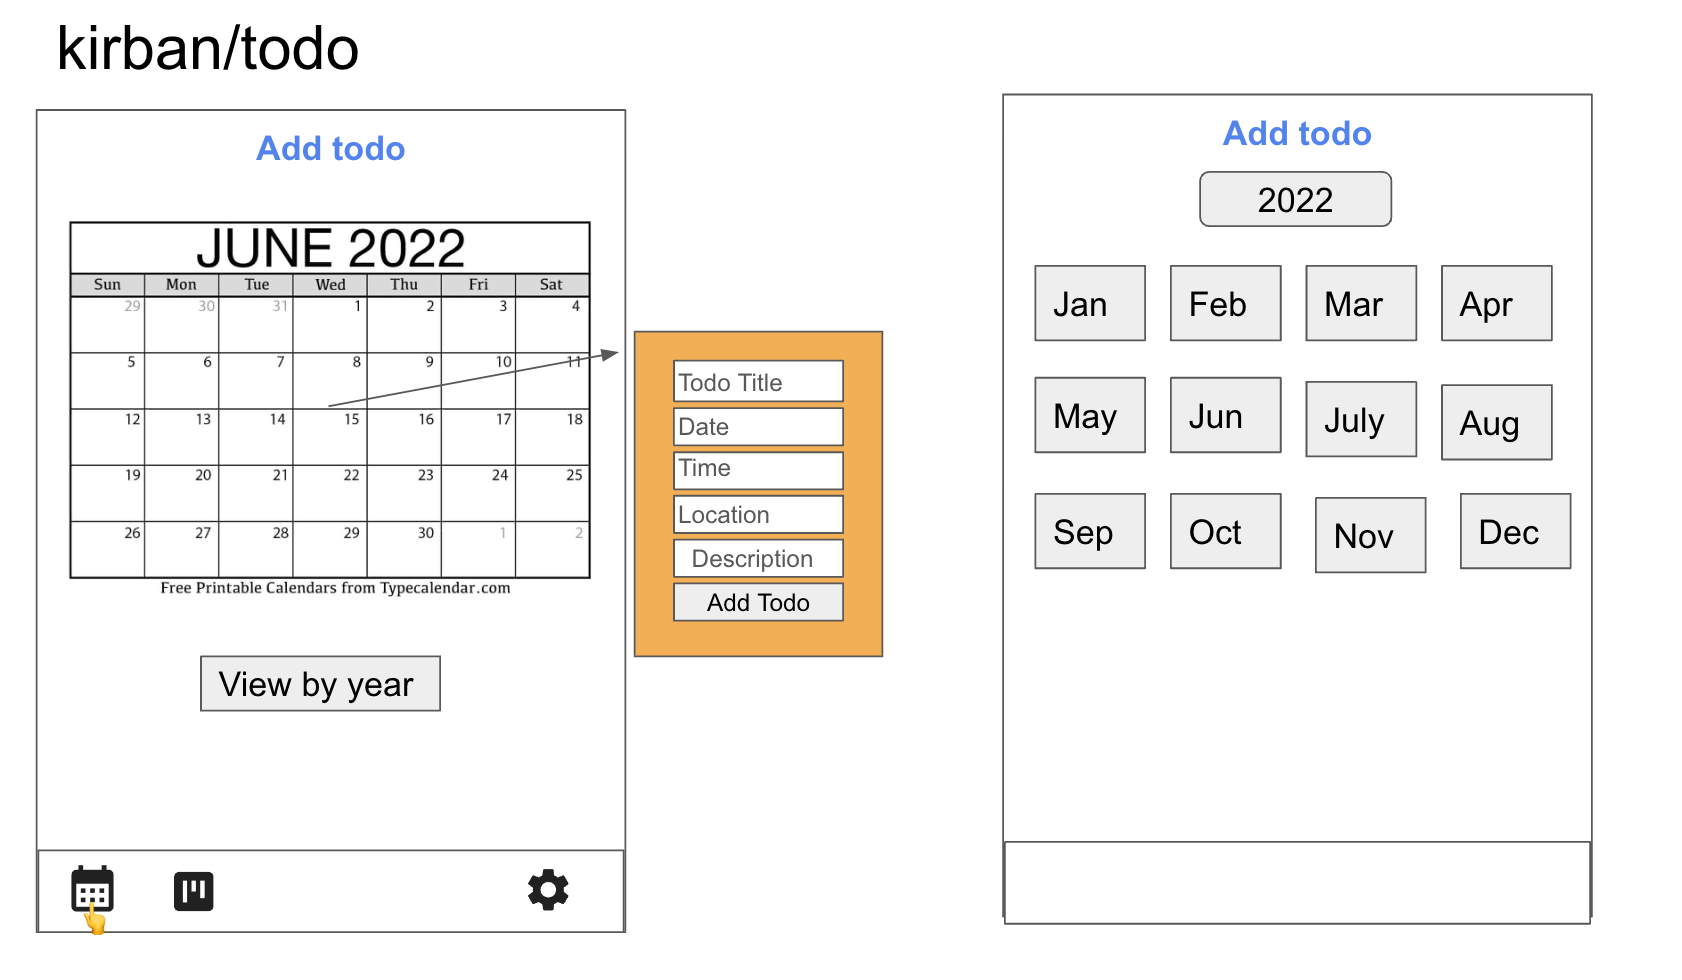 kirban/todo
Add todo
JUNE 2022
Sun Mon Tue Wed Thu Fri Sat
29 30 31 1 2 3 4
5 6 7 8 9 10 11
12 13 14 15 16 17 18
19 20 21 22 23 24 25
26 27 28 29 30 1 2
Free Printable Calendars from Typecalendar.com
View by year
Todo Title
Date
Time
Location
Description
Add Todo
Add todo
2022
Jan Feb Mar Apr
May Jun July Aug
Sep Oct Nov Dec